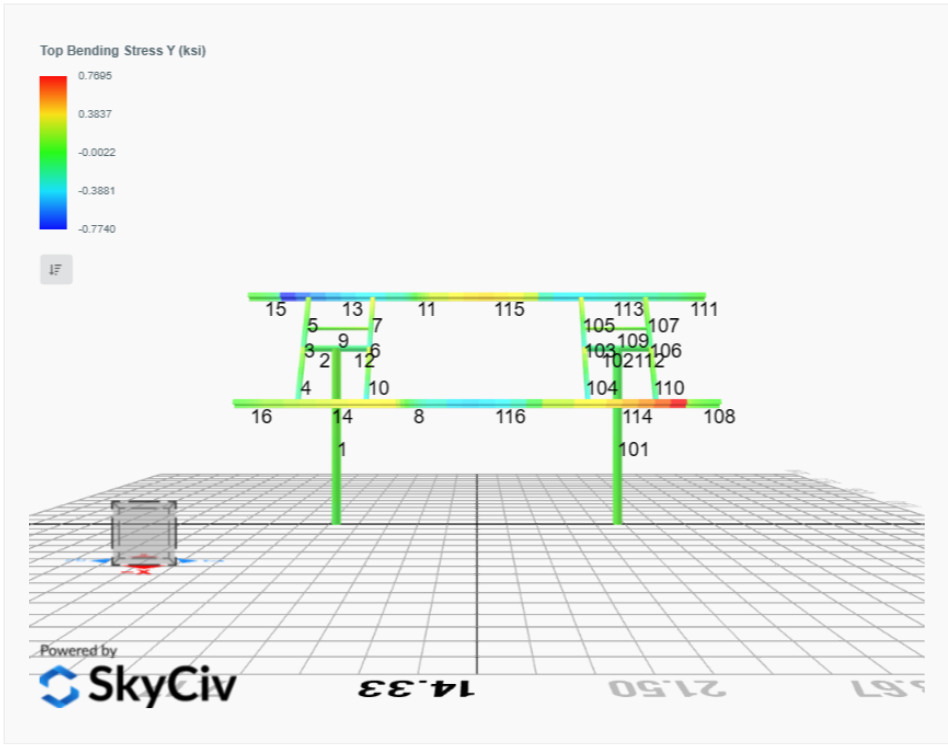 Top Bending Stress Y (ksi)
0.7695
0.3837
-0.0022
-0.3881
-0.7740
15 13 11 115 113 111
5 7 105 107
9 109
3 6 103 106
2 12 102 112
4 10 104 110
16 14 8 116 114 108
1 101
X
Powered by
SkyCiv
14.33 21.50